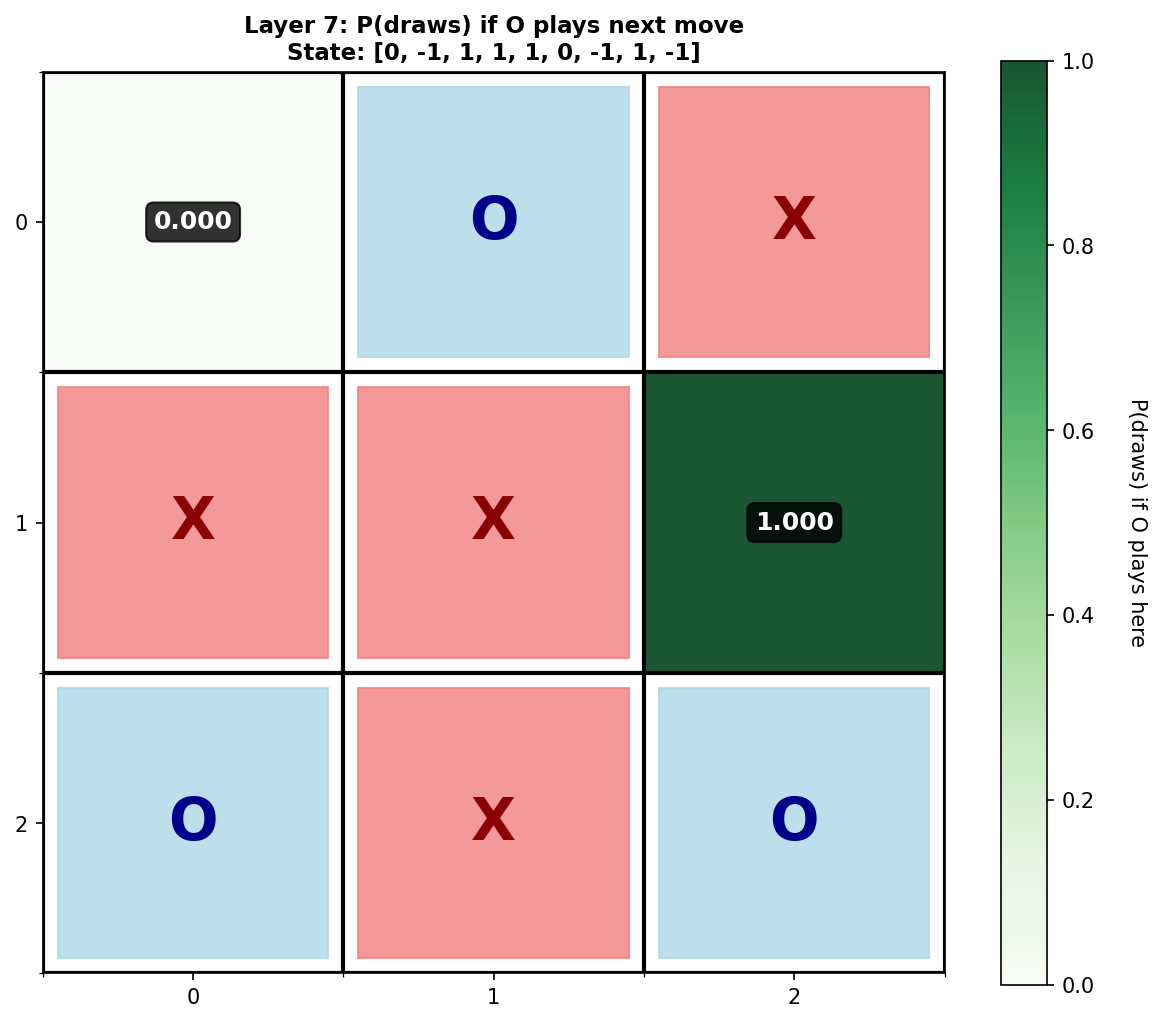 Layer 7: P(draws) if O plays next move
State: [0, -1, 1, 1, 1, 0, -1, 1, -1]
0
0.000
O
X
1
X
X
1.000
2
O
X
O
0
1
2
1.0
0.8
0.6
0.4
0.2
0.0
P(draws) if O plays here